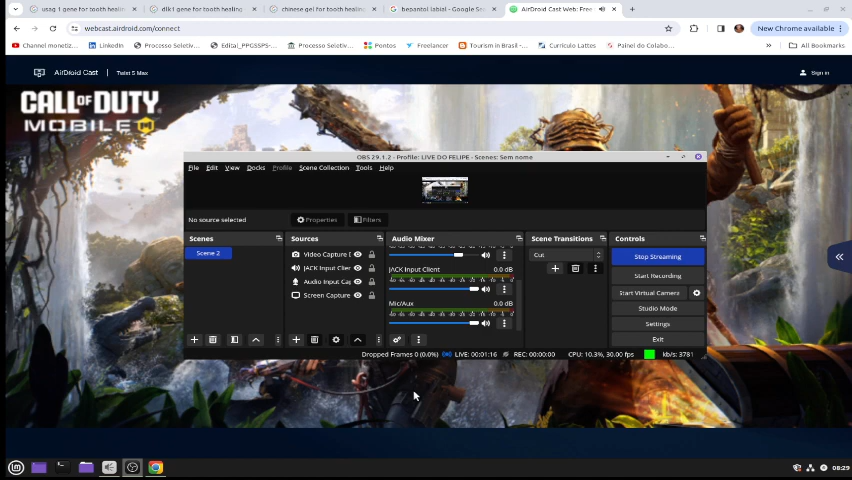 usag 1 gene for tooth healin
dlk1 gene for tooth healing
chinese gel for tooth healin
bepantol labial - Google Sea
AirDroid Cast Web: Free
webcast.airdroid.com/connect
New Chrome available
Channel monetiz...
LinkedIn
Processo Seletiv...
Edital_PPGSSPS-...
Processo Seletiv...
Pontos
Freelancer
Tourism in Brasil -...
Currículo Lattes
Painel do Colabo...
»
All Bookmarks
AirDroid Cast | Twist 5 Max
Sign in
CALL OF DUTY
MOBILE
OBS 29.1.2 - Profile: LIVE DO FELIPE - Scenes: Sem nome
File Edit View Docks Profile Scene Collection Tools Help
No source selected
Properties
Filters
Scenes
Sources
Audio Mixer
Scene Transitions
Controls
Scene 2
Video Capture D
JACK Input Clier
Audio Input Cap
Screen Capture
JACK Input Client 0.0 dB
Mic/Aux 0.0 dB
Cut
Stop Streaming
Start Recording
Start Virtual Camera
Studio Mode
Settings
Exit
Dropped Frames 0 (0.0%) LIVE: 00:01:16 REC: 00:00:00 CPU: 10.3%, 30.00 fps kb/s: 3781
08:29